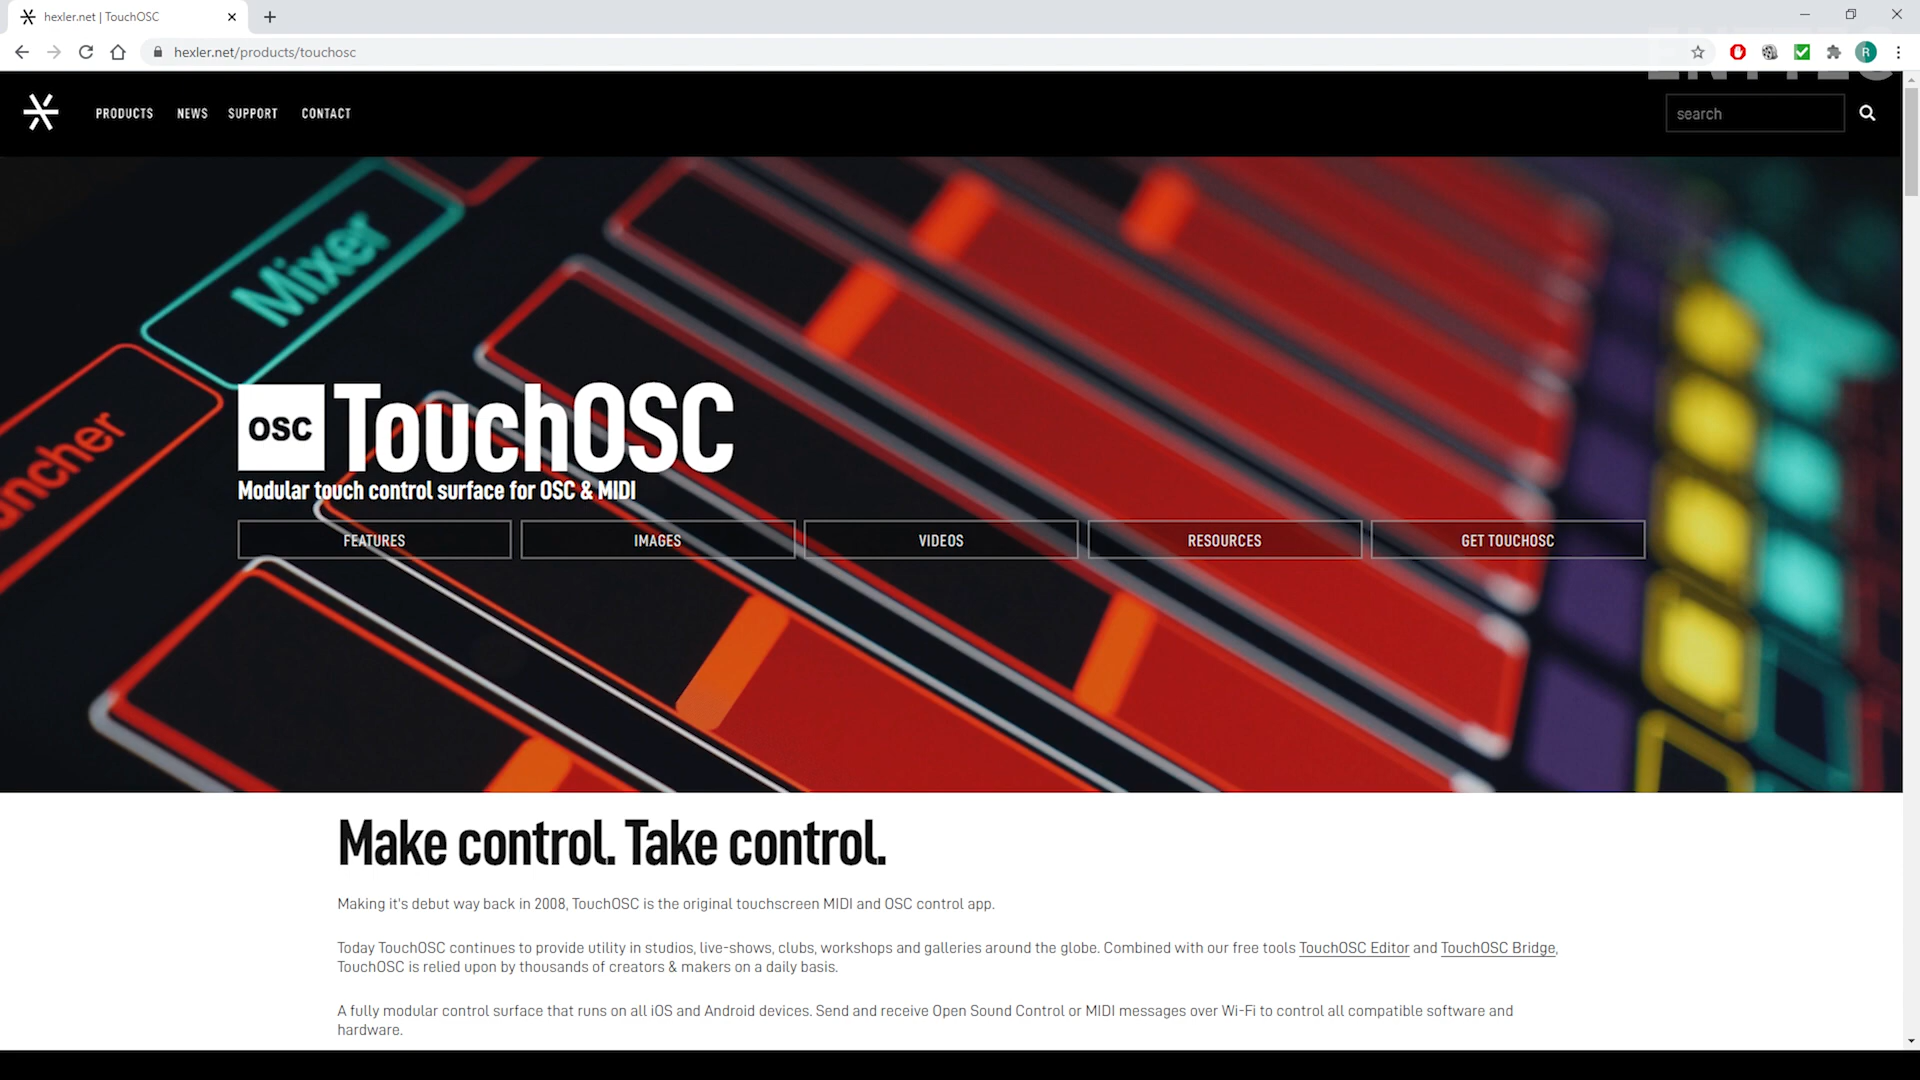 hexler.net | TouchOSC
hexler.net/products/touchosc
R
ENTTEC
PRODUCTS NEWS SUPPORT CONTACT
search
Mixer
uncher
OSC TouchOSC
Modular touch control surface for OSC & MIDI
FEATURES IMAGES VIDEOS RESOURCES GET TOUCHOSC
Make control. Take control.
Making it's debut way back in 2008, TouchOSC is the original touchscreen MIDI and OSC control app.
Today TouchOSC continues to provide utility in studios, live-shows, clubs, workshops and galleries around the globe. Combined with our free tools TouchOSC Editor and TouchOSC Bridge,
TouchOSC is relied upon by thousands of creators & makers on a daily basis.
A fully modular control surface that runs on all iOS and Android devices. Send and receive Open Sound Control or MIDI messages over Wi-Fi to control all compatible software and
hardware.